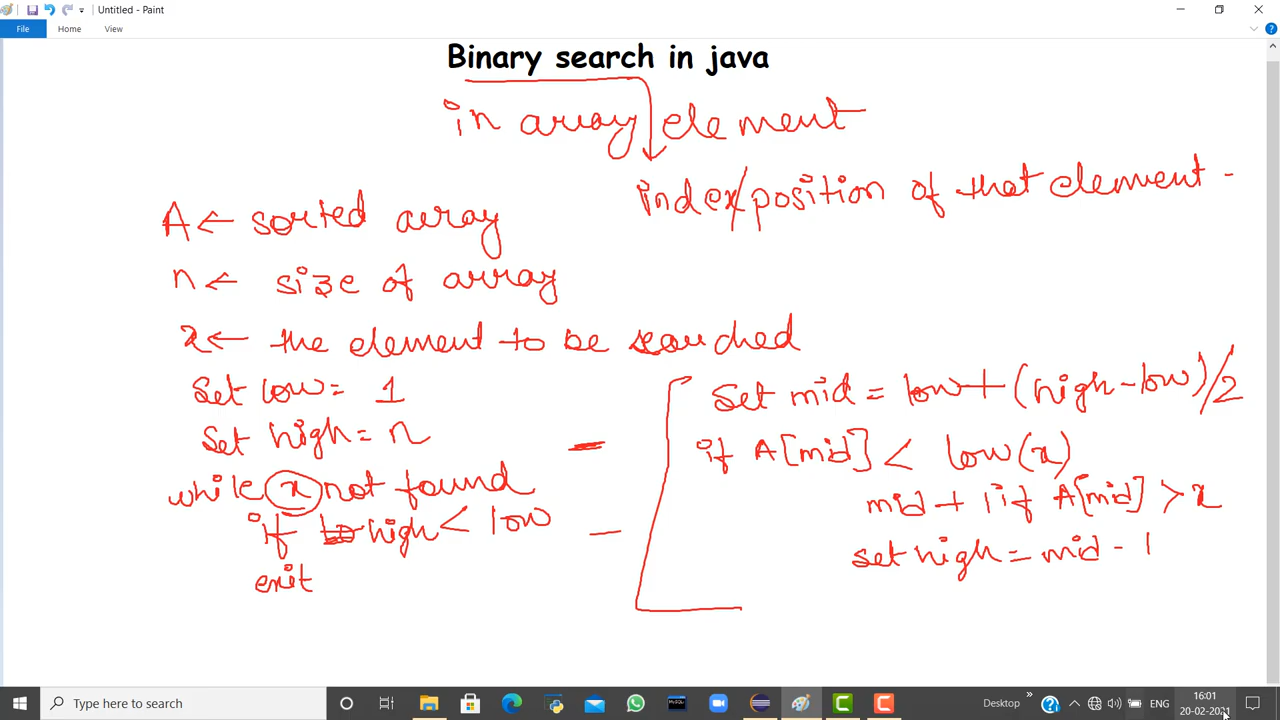 Untitled - Paint
File Home View
Binary search in java
in array element
index/position of that element -
A ← sorted array
n ← size of array
x ← the element to be searched
Set low = 1
Set high = n
while x not found
if high < low
exit
Set mid = low + (high - low)/2
if A[mid] < low(x)
mid + 1 if A[mid] > x
set high = mid - 1
Type here to search
Desktop
ENG
16:01
20-02-2021